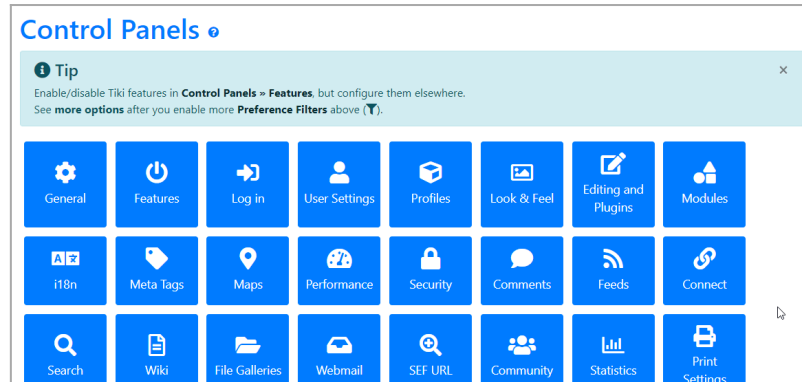 Control Panels
Tip
Enable/disable Tiki features in Control Panels » Features, but configure them elsewhere.
See more options after you enable more Preference Filters above ( ).
General
Features
Log in
User Settings
Profiles
Look & Feel
Editing and
Plugins
Modules
i18n
Meta Tags
Maps
Performance
Security
Comments
Feeds
Connect
Search
Wiki
File Galleries
Webmail
SEF URL
Community
Statistics
Print
Settings